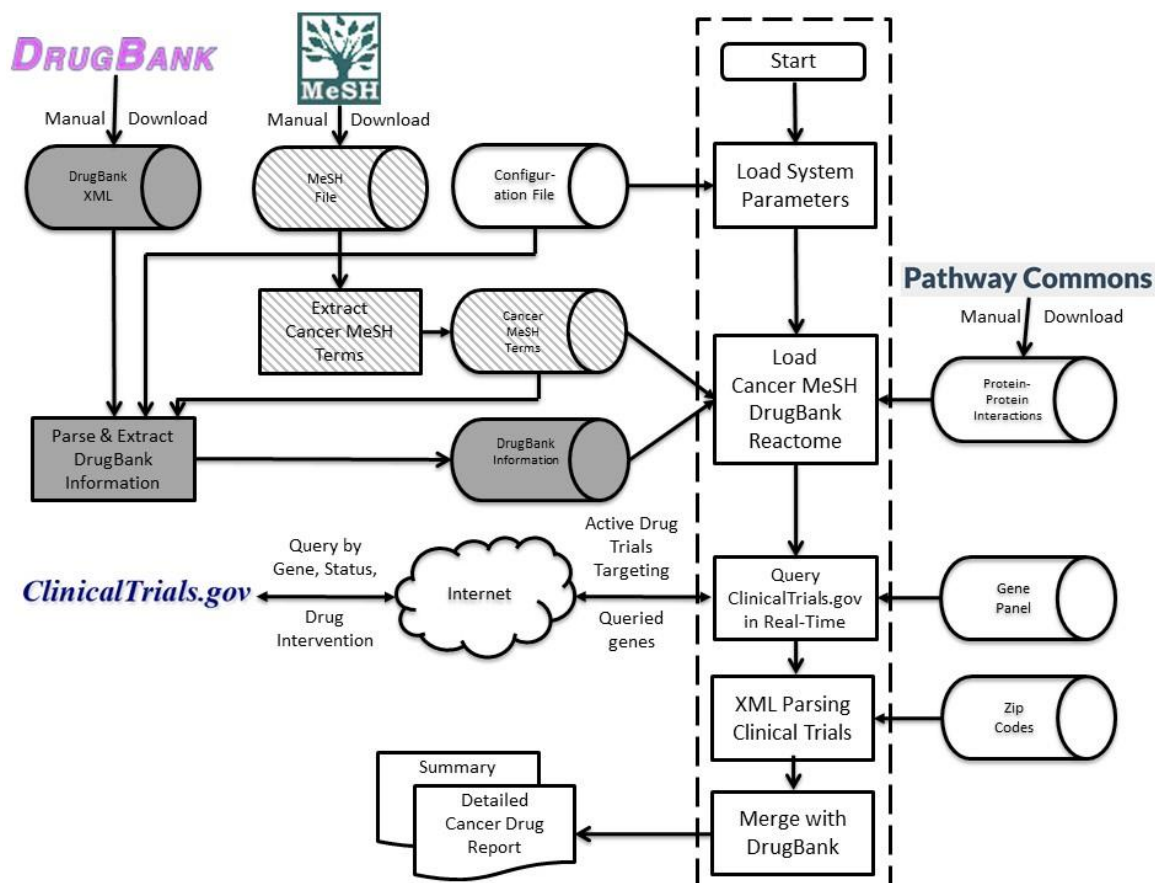 DRUGBANK
MeSH
Manual Download
Manual Download
DrugBank
XML
MeSH
File
Configur-
ation File
Start
Load System
Parameters
Pathway Commons
Manual Download
Extract
Cancer MeSH
Terms
Cancer
MeSH
Terms
Load
Cancer MeSH
DrugBank
Reactome
Protein-
Protein
Interactions
Parse & Extract
DrugBank
Information
DrugBank
Information
ClinicalTrials.gov
Query by
Gene, Status,
Drug
Intervention
Internet
Active Drug
Trials
Targeting
Queried
genes
Query
ClinicalTrials.gov
in Real-Time
Gene
Panel
XML Parsing
Clinical Trials
Zip
Codes
Summary
Detailed
Cancer Drug
Report
Merge with
DrugBank